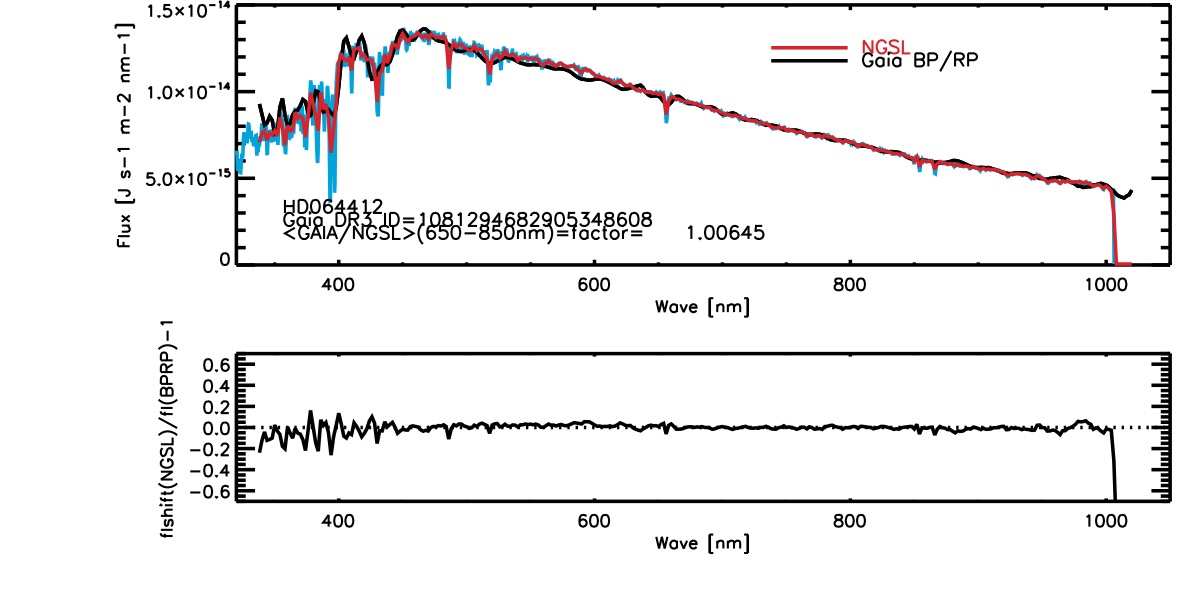 1.5×10⁻¹⁴
1.0×10⁻¹⁴
5.0×10⁻¹⁵
0
Flux [J s−1 m−2 nm−1]
NGSL
Gaia BP/RP
HD064412
Gaia DR3 ID=1081294682905348608
<GAIA/NGSL>(650−850nm)=factor= 1.00645
400 600 800 1000
Wave [nm]
flshift(NGSL)/fl(BPRP)−1
0.6
0.4
0.2
0.0
−0.2
−0.4
−0.6
400 600 800 1000
Wave [nm]